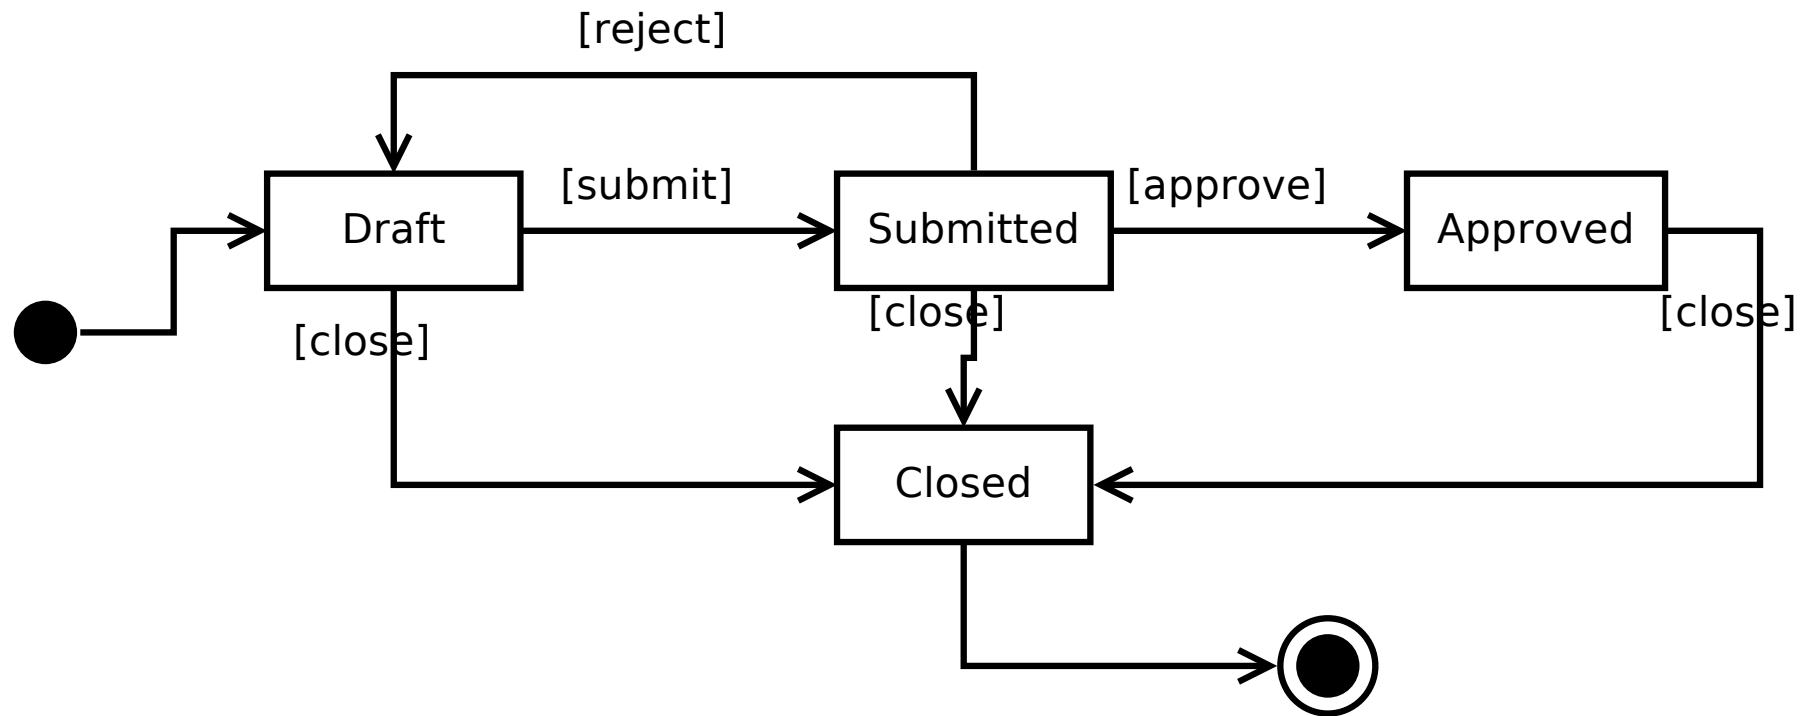 [reject]
[submit]
[approve]
Draft
Submitted
Approved
[close]
[close]
[close]
Closed